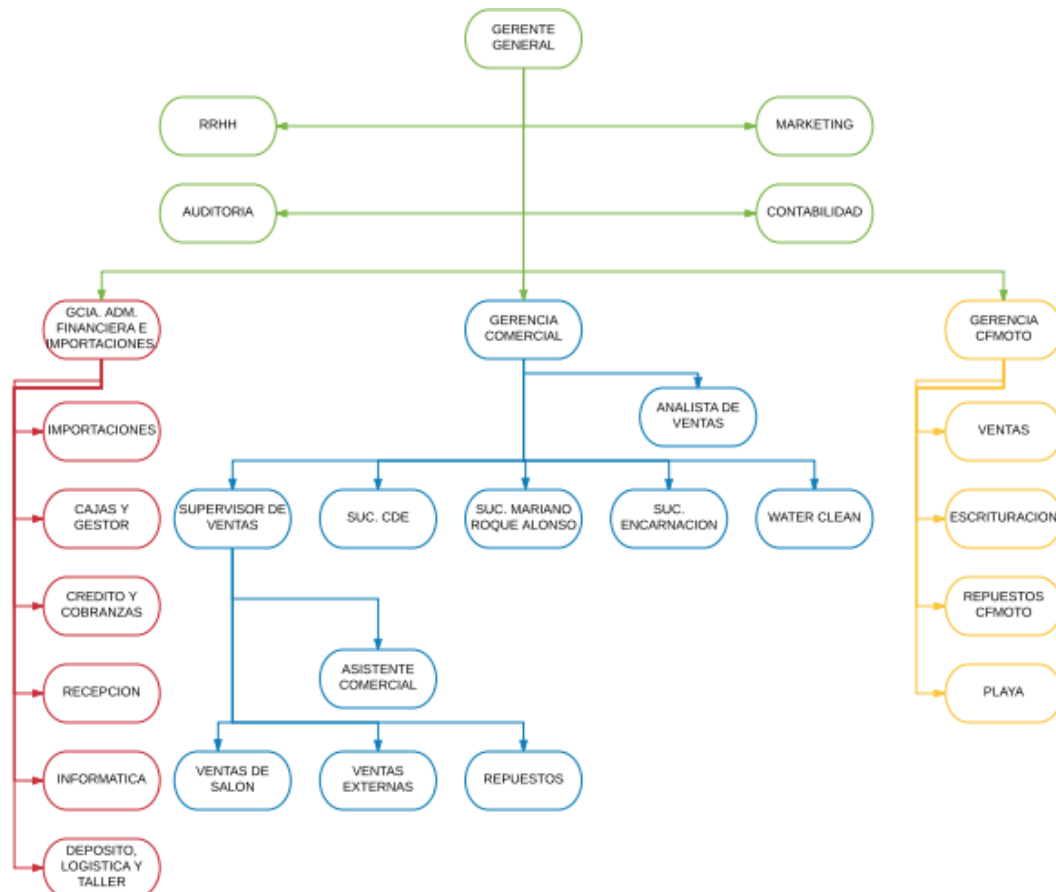 GERENTE
GENERAL
RRHH
MARKETING
AUDITORIA
CONTABILIDAD
GCIA. ADM.
FINANCIERA E
IMPORTACIONES
GERENCIA
COMERCIAL
GERENCIA
CFMOTO
IMPORTACIONES
CAJAS Y
GESTOR
CREDITO Y
COBRANZAS
RECEPCION
INFORMATICA
DEPOSITO,
LOGISTICA Y
TALLER
ANALISTA DE
VENTAS
SUPERVISOR DE
VENTAS
SUC. CDE
SUC. MARIANO
ROQUE ALONSO
SUC.
ENCARNACION
WATER CLEAN
ASISTENTE
COMERCIAL
VENTAS DE
SALON
VENTAS
EXTERNAS
REPUESTOS
VENTAS
ESCRITURACION
REPUESTOS
CFMOTO
PLAYA